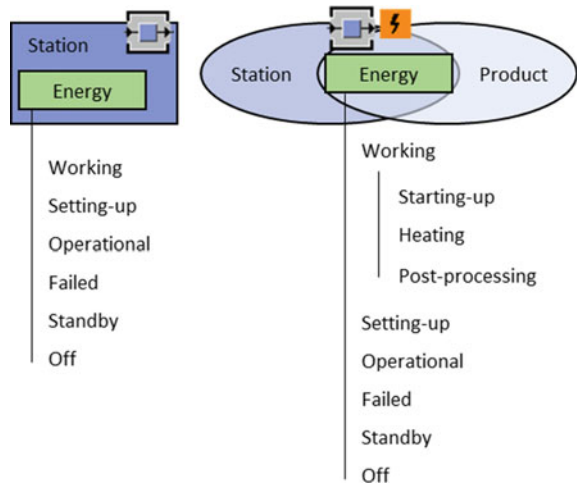 Station
Energy
Working
Setting-up
Operational
Failed
Standby
Off
Station
Energy
Product
Working
Starting-up
Heating
Post-processing
Setting-up
Operational
Failed
Standby
Off